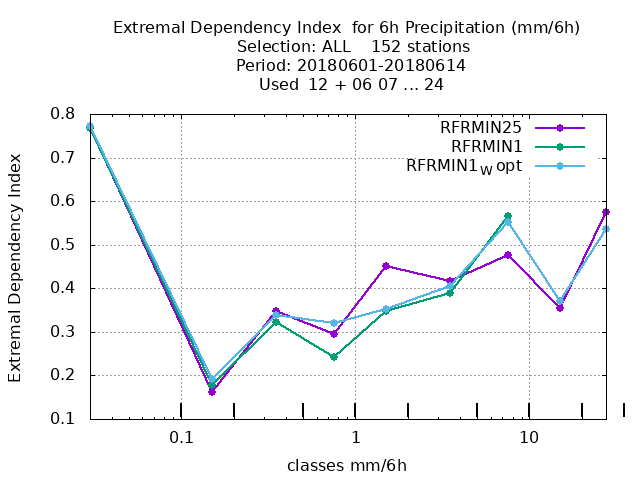 Extremal Dependency Index  for 6h Precipitation (mm/6h)
Selection: ALL    152 stations
Period: 20180601-20180614
Used  12 + 06 07 ... 24
RFRMIN25
RFRMIN1
RFRMIN1W opt
Extremal Dependency Index
0.8
0.7
0.6
0.5
0.4
0.3
0.2
0.1
0.1 1 10
classes mm/6h